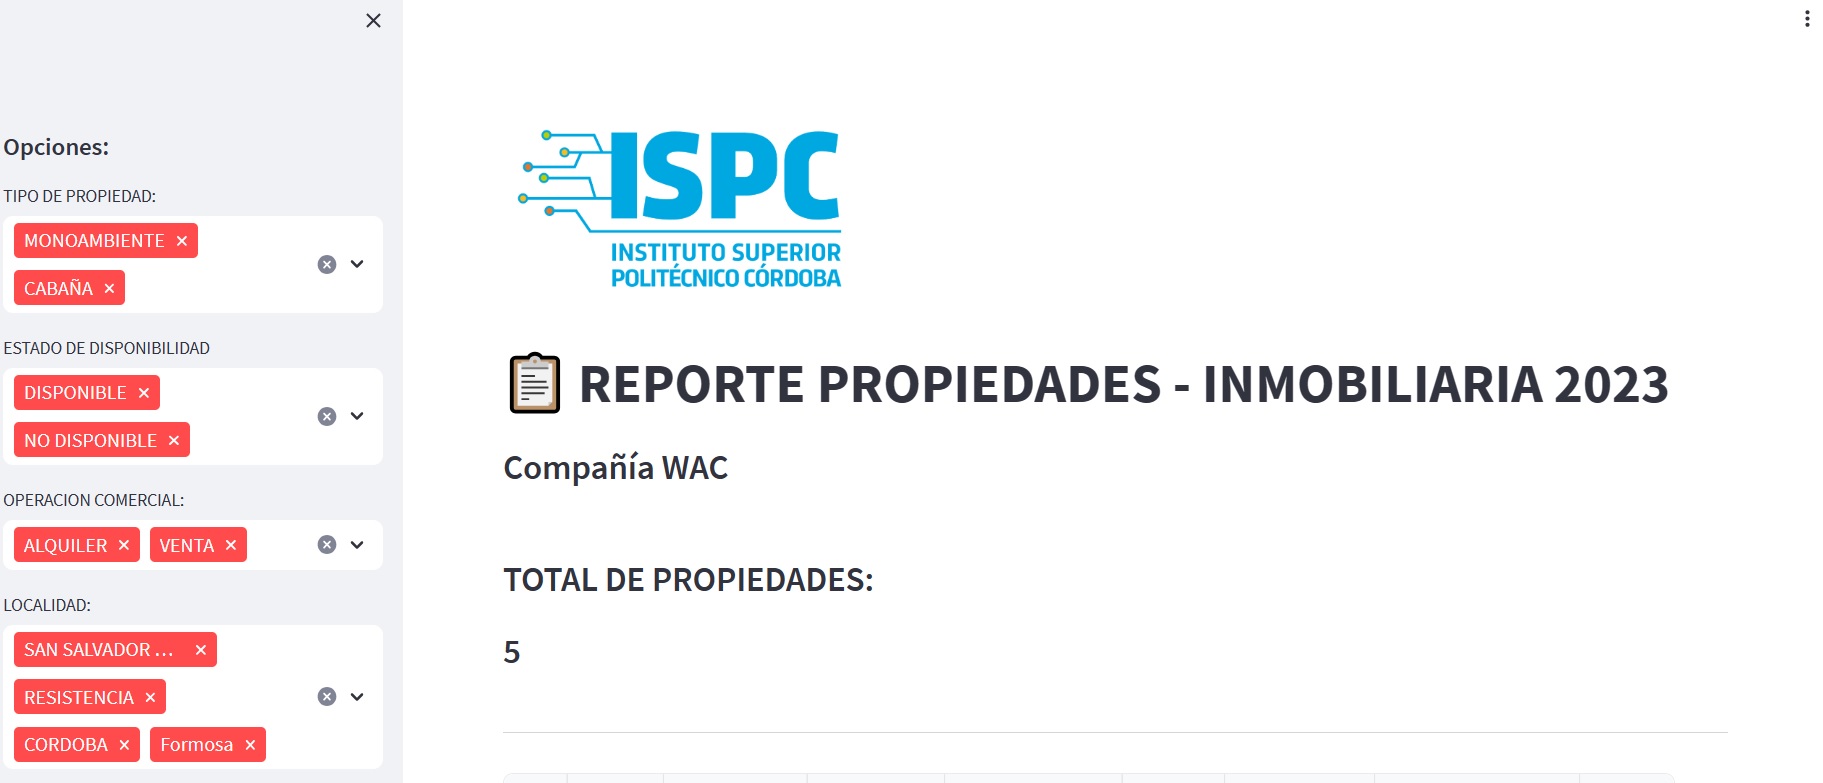 Opciones:
TIPO DE PROPIEDAD:
MONOAMBIENTE
CABAÑA
ESTADO DE DISPONIBILIDAD
DISPONIBLE
NO DISPONIBLE
OPERACION COMERCIAL:
ALQUILER VENTA
LOCALIDAD:
SAN SALVADOR ...
RESISTENCIA
CORDOBA Formosa
ISPC
INSTITUTO SUPERIOR
POLITÉCNICO CÓRDOBA
REPORTE PROPIEDADES - INMOBILIARIA 2023
Compañía WAC
TOTAL DE PROPIEDADES:
5